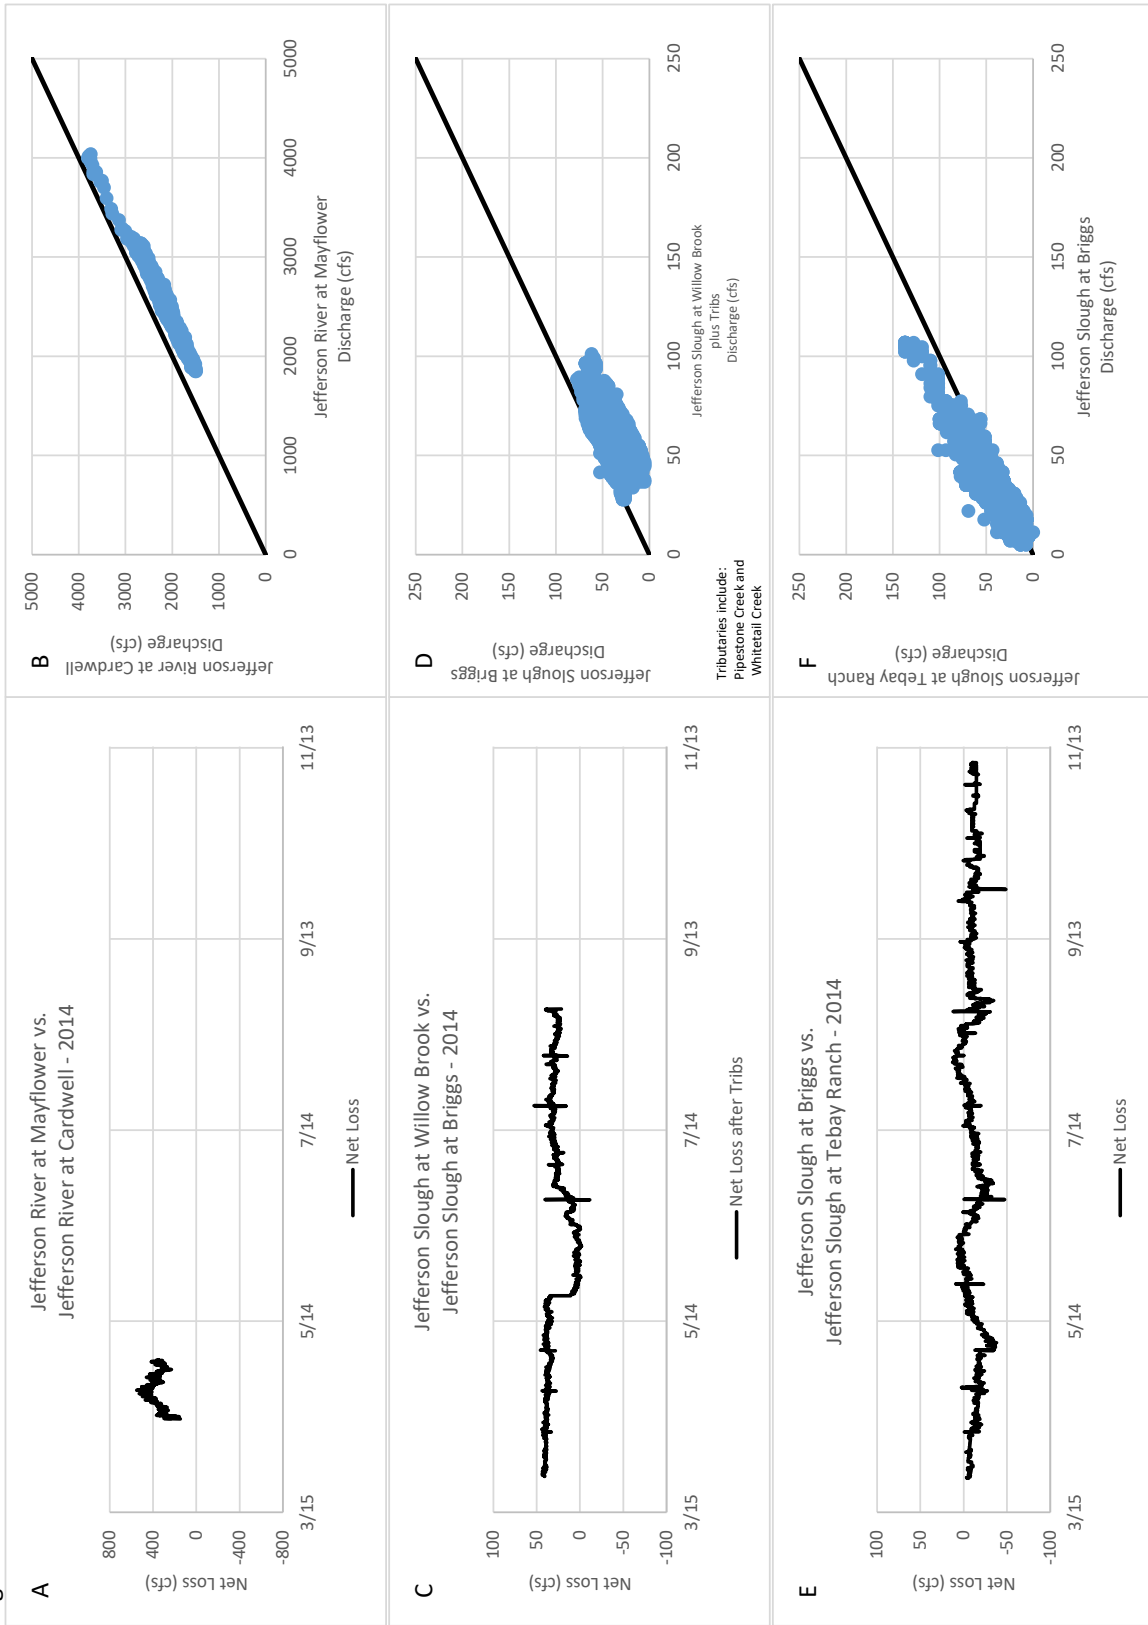 A
Jefferson River at Mayflower vs.
Jefferson River at Cardwell - 2014
Net Loss (cfs)
800
400
0
-400
-800
3/15
5/14
7/14
9/13
11/13
Net Loss
B
Jefferson River at Cardwell
Discharge (cfs)
5000
4000
3000
2000
1000
0
0
1000
2000
3000
4000
5000
Jefferson River at Mayflower
Discharge (cfs)
C
Jefferson Slough at Willow Brook vs.
Jefferson Slough at Briggs - 2014
Net Loss (cfs)
100
50
0
-50
-100
3/15
5/14
7/14
9/13
11/13
Net Loss after Tribs
D
Jefferson Slough at Briggs
Discharge (cfs)
250
200
150
100
50
0
0
50
100
150
200
250
Jefferson Slough at Willow Brook
plus Tribs
Discharge (cfs)
Tributaries include:
Pipestone Creek and
Whitetail Creek
E
Jefferson Slough at Briggs vs.
Jefferson Slough at Tebay Ranch - 2014
Net Loss (cfs)
100
50
0
-50
-100
3/15
5/14
7/14
9/13
11/13
Net Loss
F
Jefferson Slough at Tebay Ranch
Discharge (cfs)
250
200
150
100
50
0
0
50
100
150
200
250
Jefferson Slough at Briggs
Discharge (cfs)